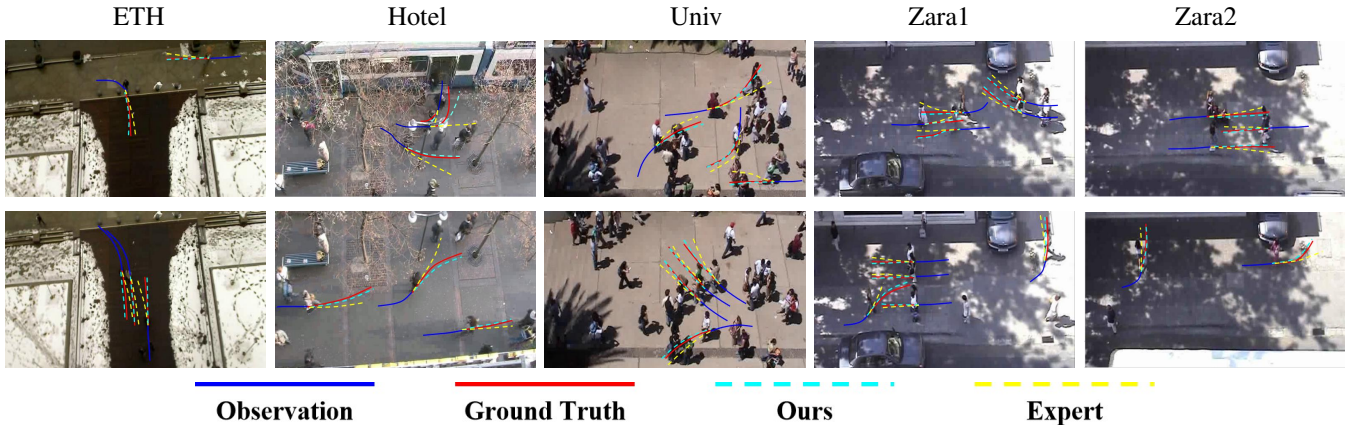 ETH Hotel Univ Zara1 Zara2
Observation Ground Truth Ours Expert